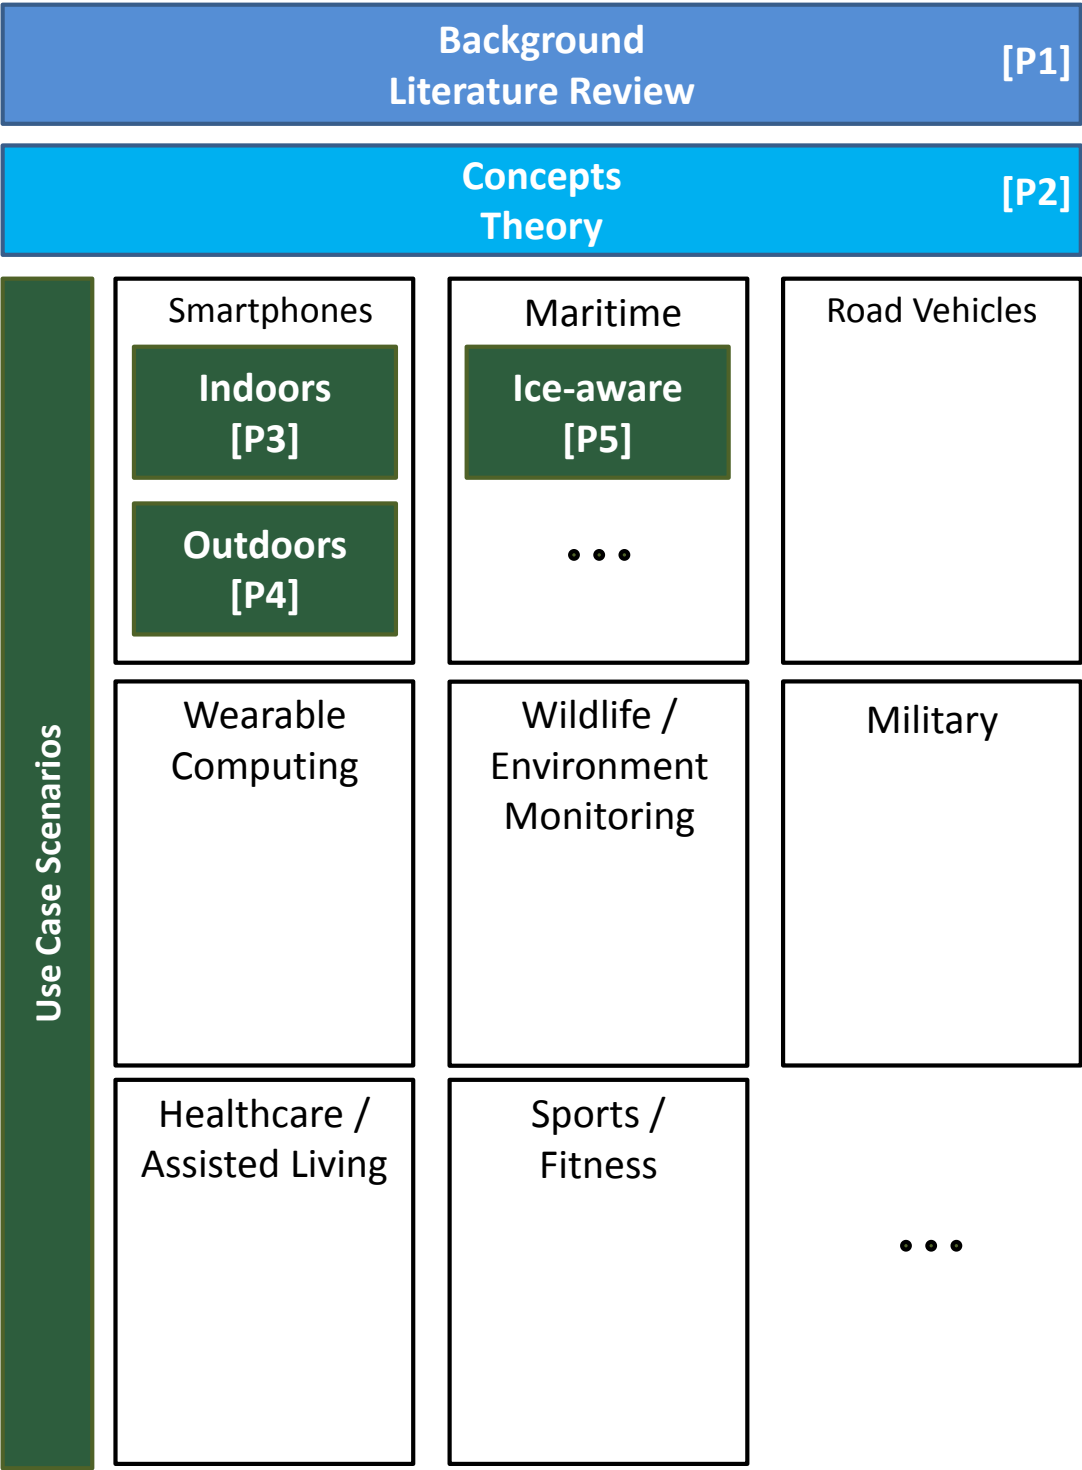 Background
Literature Review
[P1]
Concepts
Theory
[P2]
Use Case Scenarios
Smartphones
Indoors
[P3]
Outdoors
[P4]
Maritime
Ice-aware
[P5]
...
Road Vehicles
Wearable
Computing
Wildlife /
Environment
Monitoring
Military
Healthcare /
Assisted Living
Sports /
Fitness
...